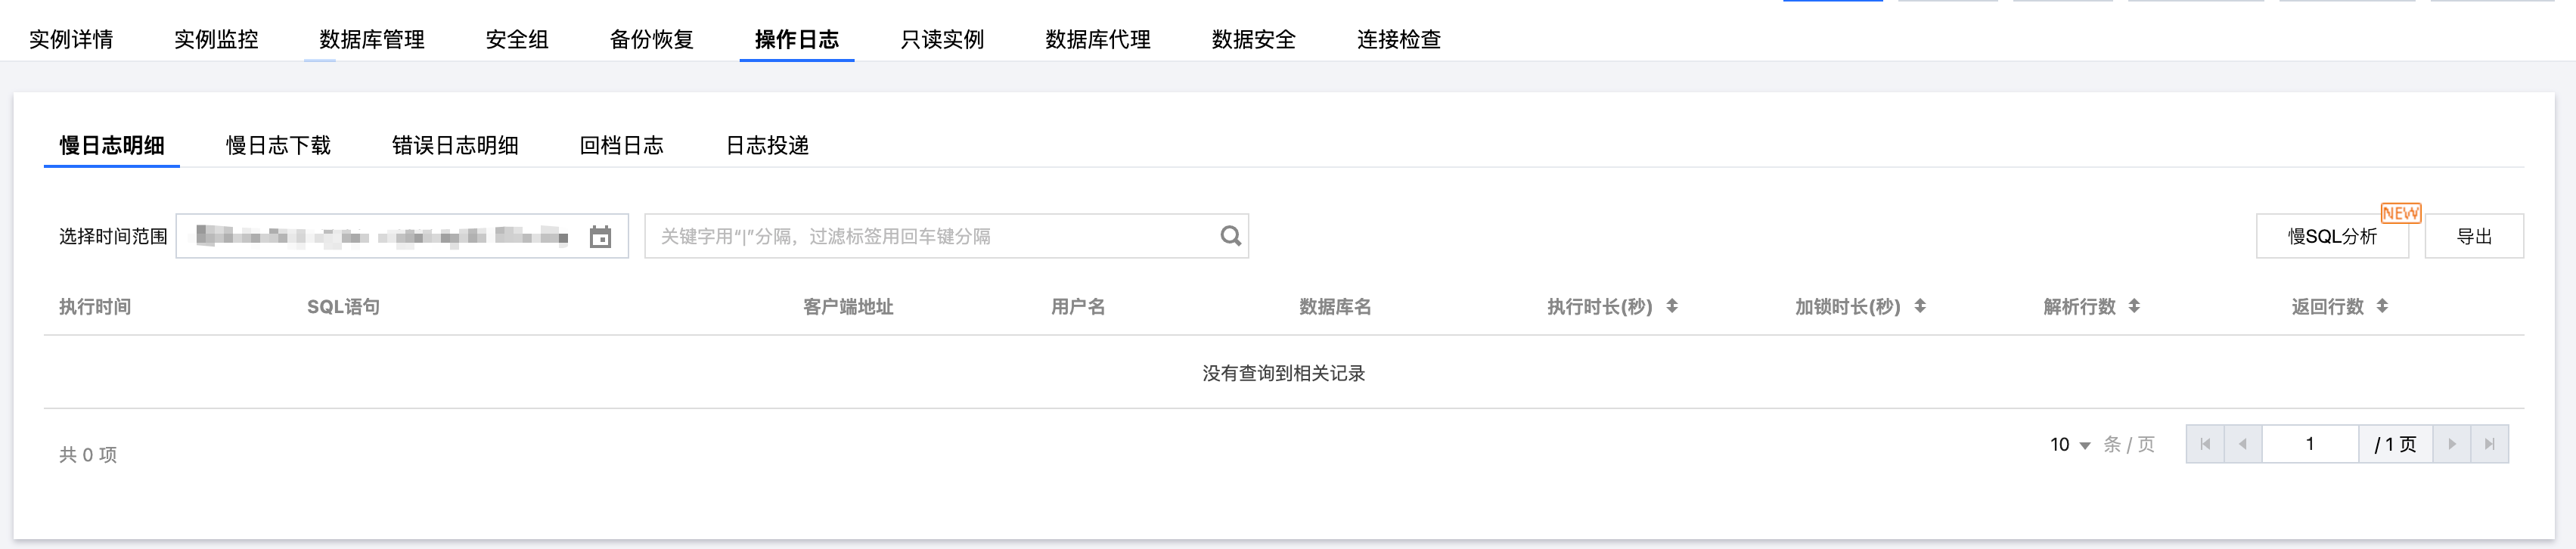 实例详情 实例监控 数据库管理 安全组 备份恢复 操作日志 只读实例 数据库代理 数据安全 连接检查
慢日志明细 慢日志下载 错误日志明细 回档日志 日志投递
NEW
选择时间范围 关键字用“|”分隔，过滤标签用回车键分隔 慢SQL分析 导出
执行时间 SQL语句 客户端地址 用户名 数据库名 执行时长(秒) 加锁时长(秒) 解析行数 返回行数
没有查询到相关记录
共 0 项 10 条 / 页 1 / 1 页